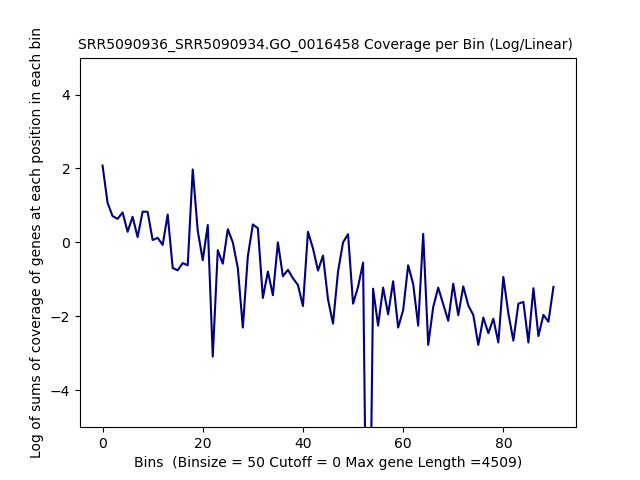 SRR5090936_SRR5090934.GO_0016458 Coverage per Bin (Log/Linear)
Log of sums of coverage of genes at each position in each bin
4
2
0
−2
−4
0 20 40 60 80
Bins  (Binsize = 50 Cutoff = 0 Max gene Length =4509)